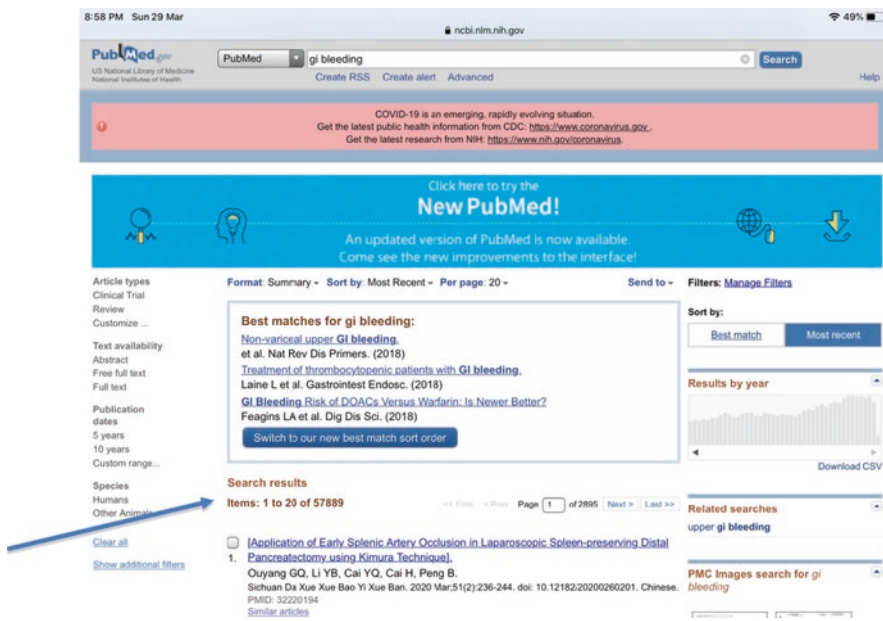 8:58 PM Sun 29 Mar
49%
ncbi.nlm.nih.gov
PubMed.gov
US National Library of Medicine
National Institutes of Health
PubMed
gi bleeding
Search
Create RSS Create alert Advanced
Help
COVID-19 is an emerging, rapidly evolving situation.
Get the latest public health information from CDC: https://www.coronavirus.gov .
Get the latest research from NIH: https://www.nih.gov/coronavirus.
Click here to try the
New PubMed!
An updated version of PubMed is now available.
Come see the new improvements to the interface!
Article types
Clinical Trial
Review
Customize ...
Text availability
Abstract
Free full text
Full text
Publication
dates
5 years
10 years
Custom range...
Species
Humans
Other Animals
Clear all
Show additional filters
Format: Summary Sort by: Most Recent Per page: 20
Send to
Best matches for gi bleeding:
Non-variceal upper GI bleeding.
et al. Nat Rev Dis Primers. (2018)
Treatment of thrombocytopenic patients with GI bleeding.
Laine L et al. Gastrointest Endosc. (2018)
GI Bleeding Risk of DOACs Versus Warfarin: Is Newer Better?
Feagins LA et al. Dig Dis Sci. (2018)
Switch to our new best match sort order
Search results
Items: 1 to 20 of 57889
<< First < Prev Page 1 of 2895 Next > Last >>
[Application of Early Splenic Artery Occlusion in Laparoscopic Spleen-preserving Distal
1. Pancreatectomy using Kimura Technique].
Ouyang GQ, Li YB, Cai YQ, Cai H, Peng B.
Sichuan Da Xue Xue Bao Yi Xue Ban. 2020 Mar;51(2):236-244. doi: 10.12182/20200260201. Chinese.
PMID: 32220194
Similar articles
Filters: Manage Filters
Sort by:
Best match
Most recent
Results by year
Download CSV
Related searches
upper gi bleeding
PMC Images search for gi
bleeding